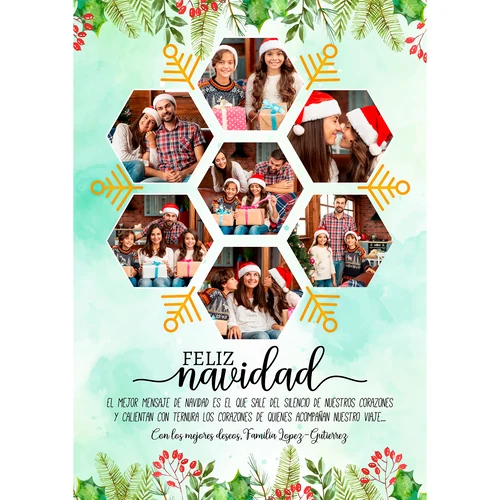 FELIZ
navidad
EL MEJOR MENSAJE DE NAVIDAD ES EL QUE SALE DEL SILENCIO DE NUESTROS CORAZONES
Y CALIENTAN CON TERNURA LOS CORAZONES DE QUIENES ACOMPAÑAN NUESTRO VIAJE...
Con los mejores deseos, Familia Lopez-Gutierrez